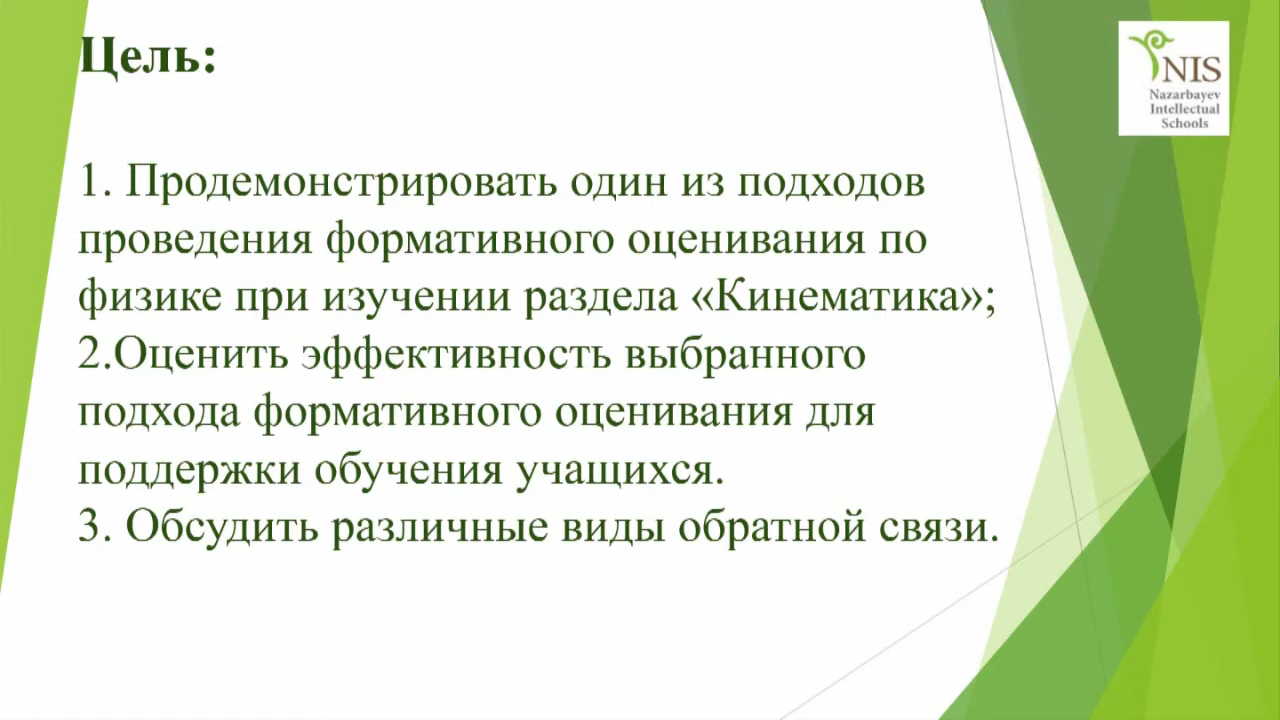 Цель:
1. Продемонстрировать один из подходов
проведения формативного оценивания по
физике при изучении раздела «Кинематика»;
2.Оценить эффективность выбранного
подхода формативного оценивания для
поддержки обучения учащихся.
3. Обсудить различные виды обратной связи.
NIS
Nazarbayev
Intellectual
Schools